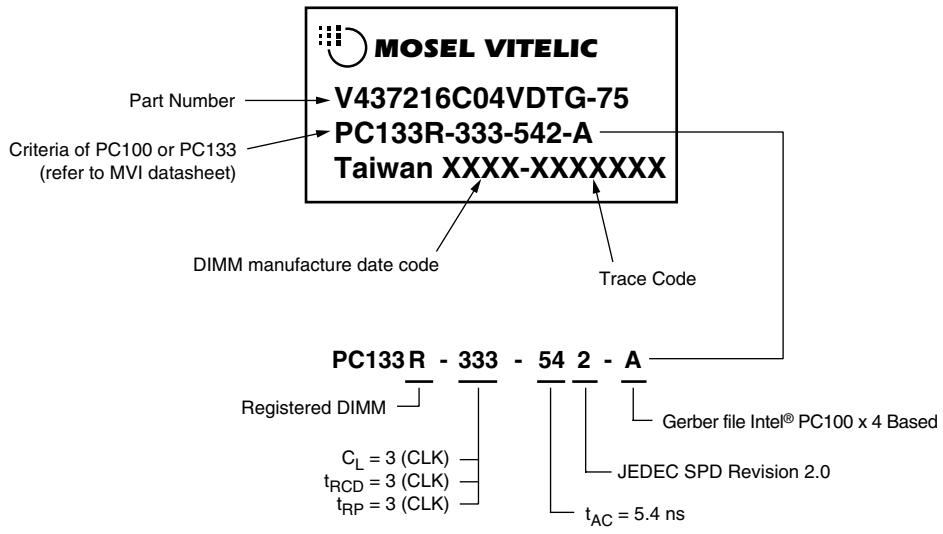 MOSEL VITELIC
Part Number
V437216C04VDTG-75
Criteria of PC100 or PC133
(refer to MVI datasheet)
PC133R-333-542-A
Taiwan XXXX-XXXXXXX
DIMM manufacture date code
Trace Code
PC133 R - 333 - 54 2 - A
Registered DIMM
Gerber file Intel® PC100 x 4 Based
CL = 3 (CLK)
tRCD = 3 (CLK)
tRP = 3 (CLK)
JEDEC SPD Revision 2.0
tAC = 5.4 ns